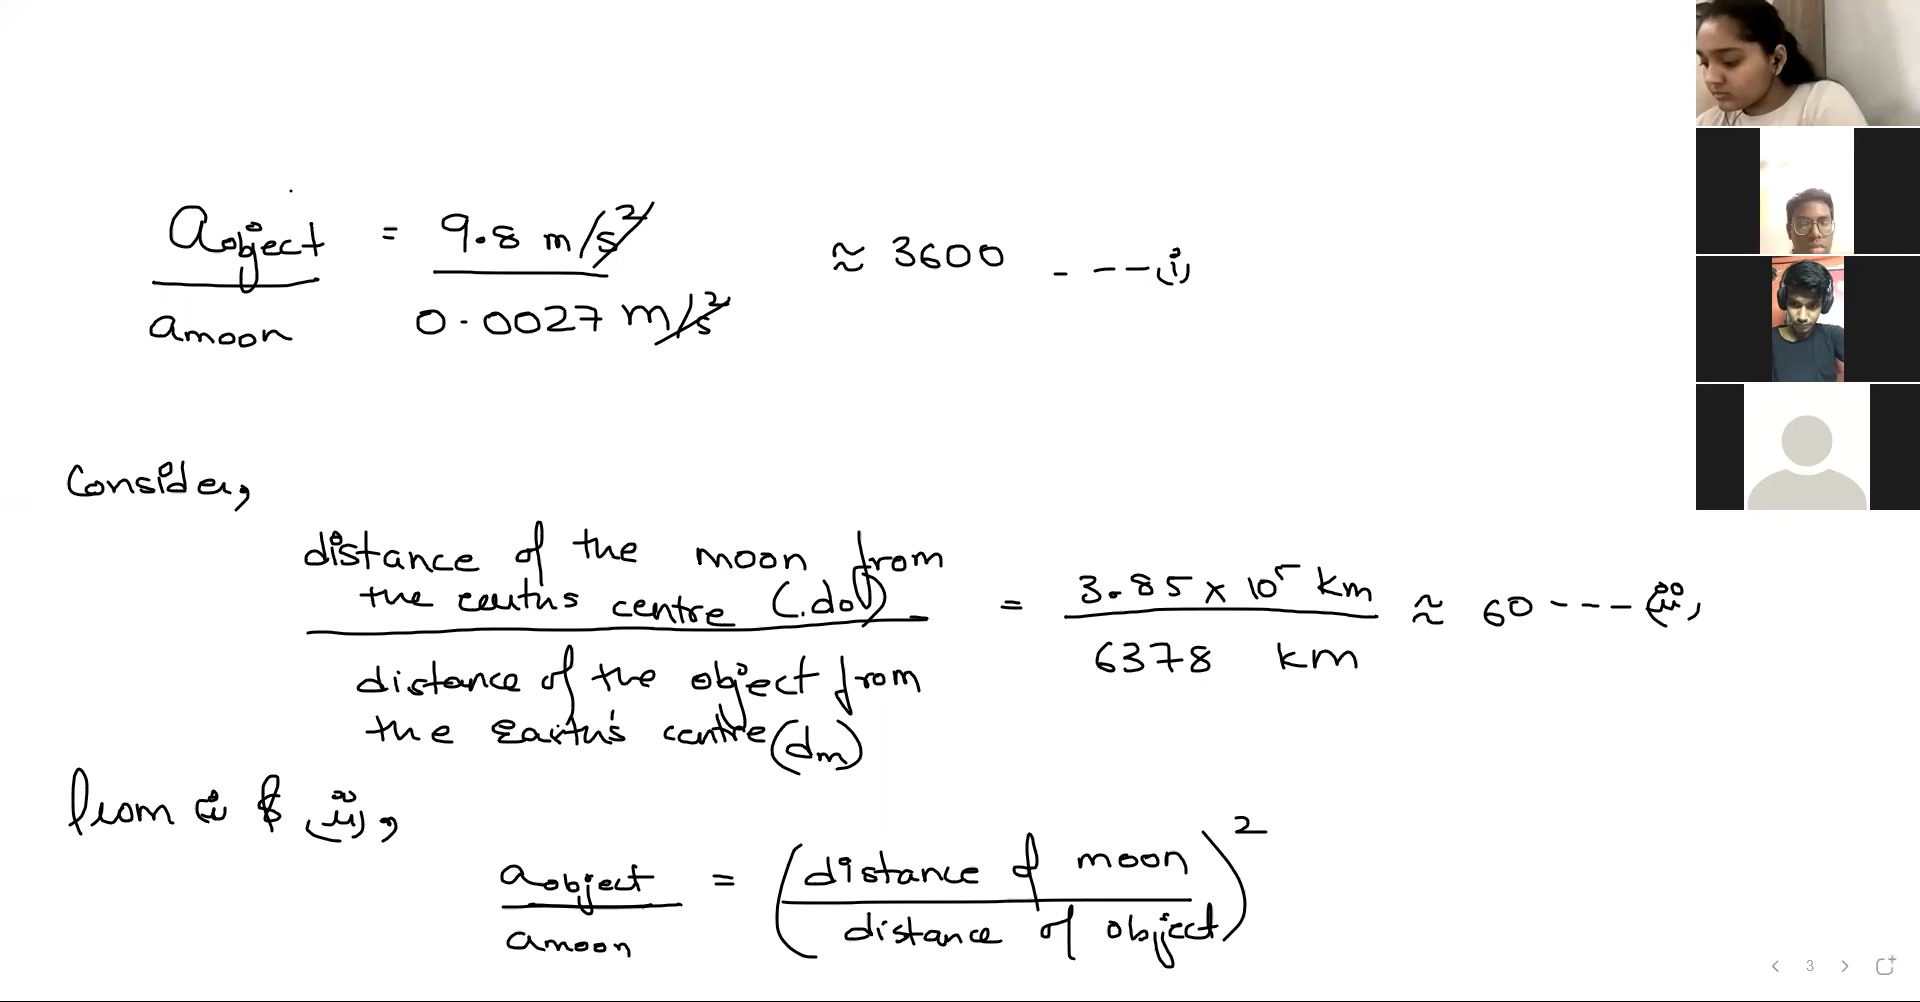 aobject = 9.8 m/s² ≈ 3600 - --- (i)
amoon 0.0027 m/s²
Consider,
distance of the moon from
the earths centre (.do) = 3.85 x 10⁵ km ≈ 60 --- (ii),
distance of the object from 6378 km
the Earth's centre (dm)
from (i) & (ii),
aobject = (distance of moon)²
amoon distance of object
3